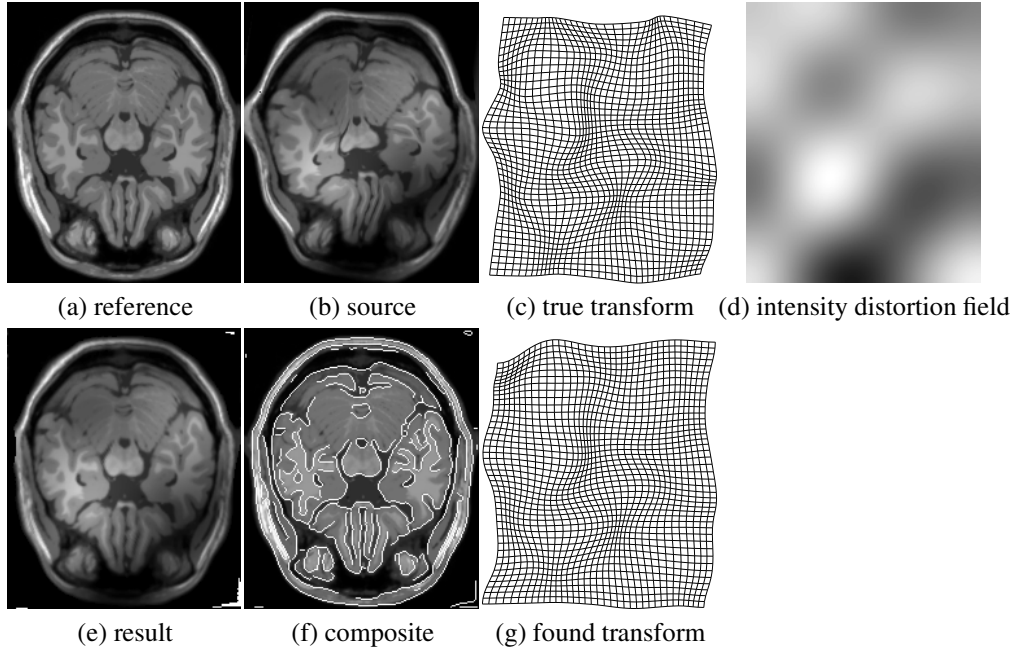 (a) reference
(b) source
(c) true transform
(d) intensity distortion field
(e) result
(f) composite
(g) found transform